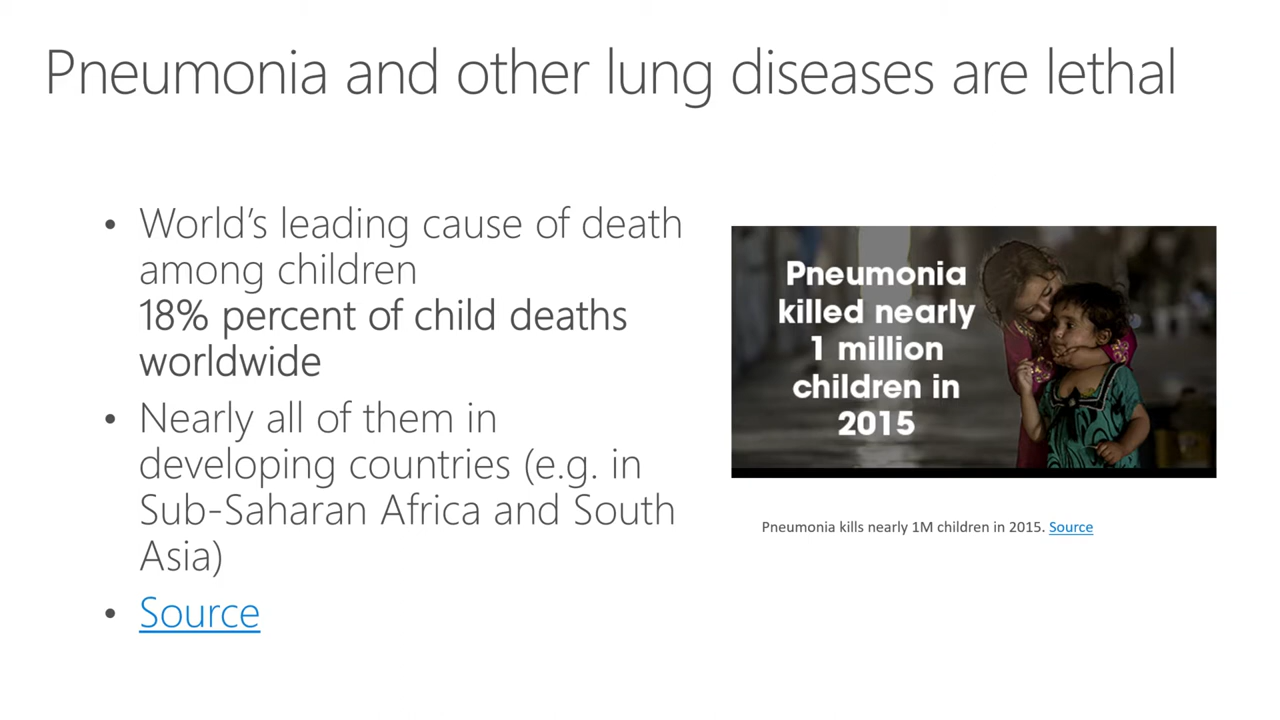 Pneumonia and other lung diseases are lethal
• World's leading cause of death
among children
18% percent of child deaths
worldwide
• Nearly all of them in
developing countries (e.g. in
Sub-Saharan Africa and South
Asia)
• Source
Pneumonia
killed nearly
1 million
children in
2015
Pneumonia kills nearly 1M children in 2015. Source